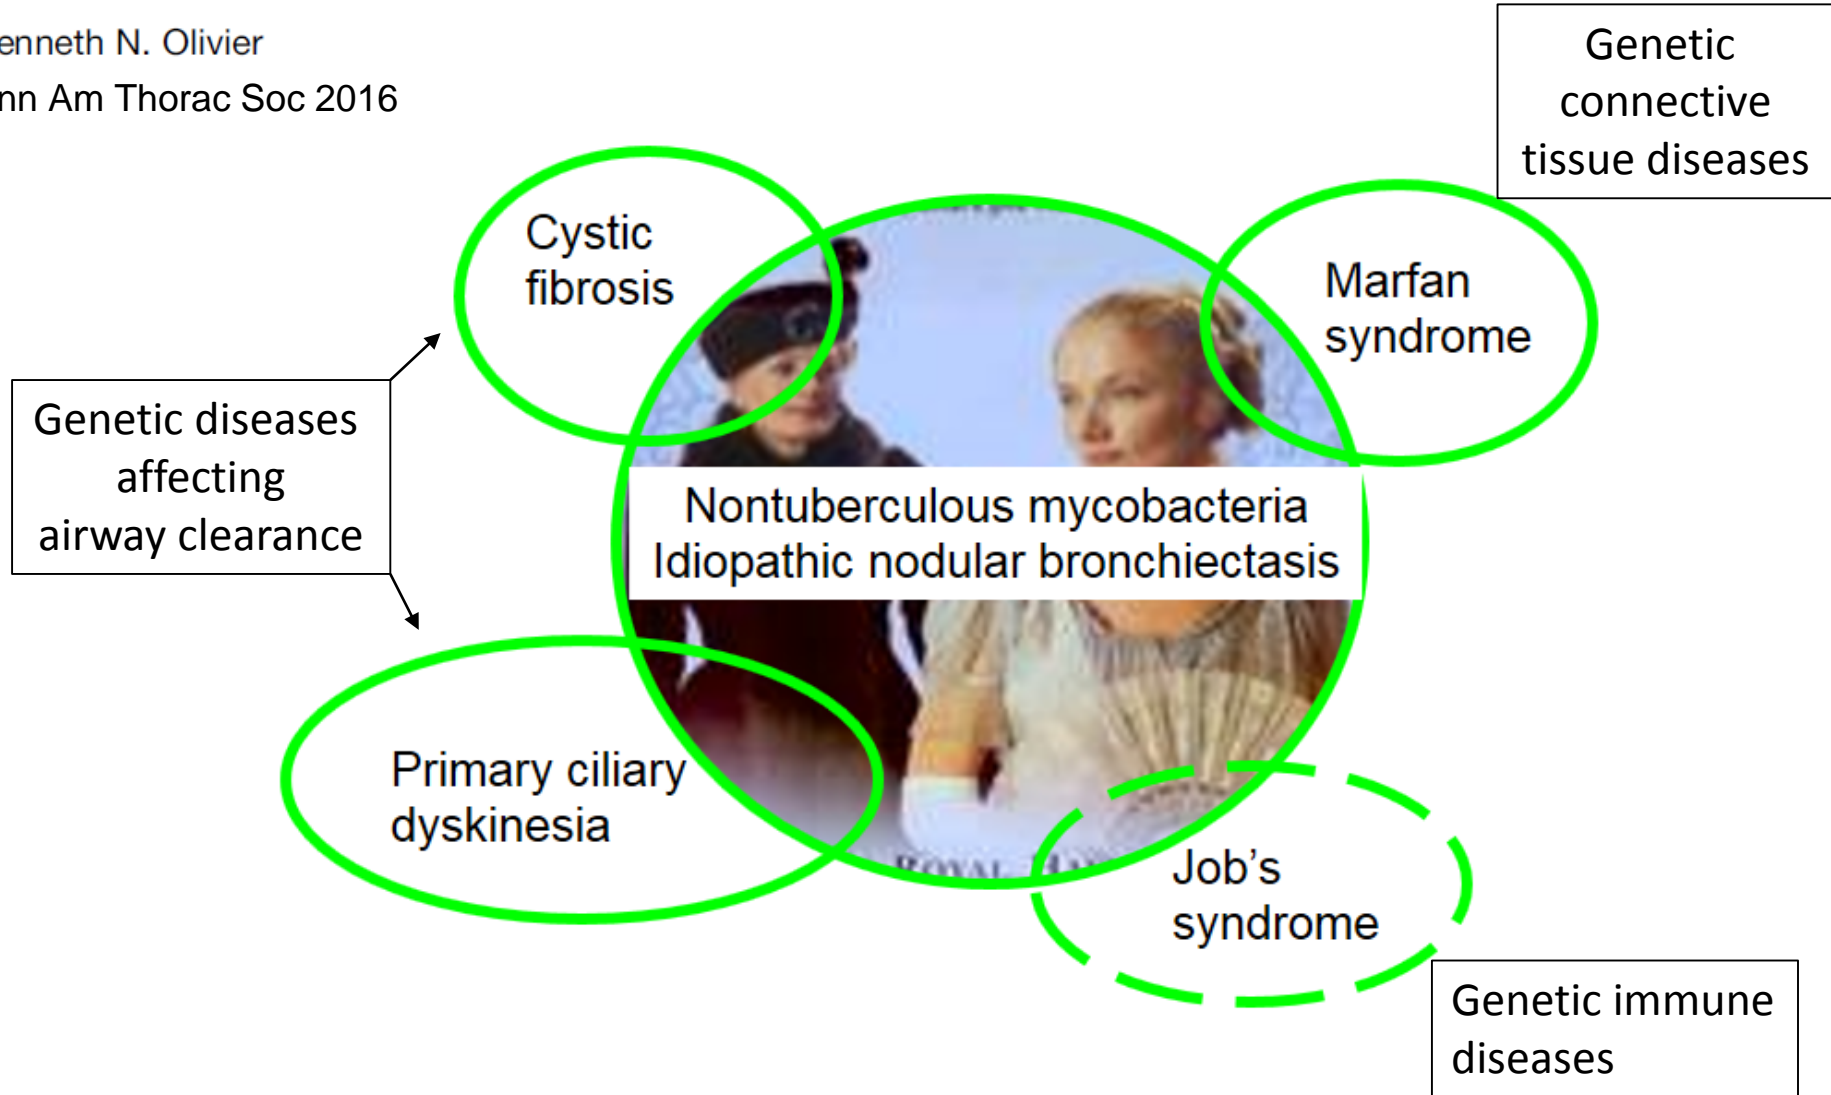 enneth N. Olivier
nn Am Thorac Soc 2016
Genetic
connective
tissue diseases
Cystic
fibrosis
Marfan
syndrome
Genetic diseases
affecting
airway clearance
Nontuberculous mycobacteria
Idiopathic nodular bronchiectasis
Primary ciliary
dyskinesia
ROYAL
Job's
syndrome
Genetic immune
diseases